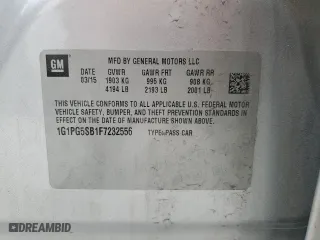 GM
MFD BY GENERAL MOTORS LLC
DATE GVWR GAWR FRT GAWR RR
03/15 1903 KG 995 KG 908 KG
4194 LB 2193 LB 2001 LB
THIS VEHICLE CONFORMS TO ALL APPLICABLE U.S. FEDERAL MOTOR
VEHICLE SAFETY, BUMPER, AND THEFT PREVENTION STANDARDS
IN EFFECT ON THE DATE OF MANUFACTURE SHOWN ABOVE.
1G1PG5SB1F7232556 TYPE: PASS CAR